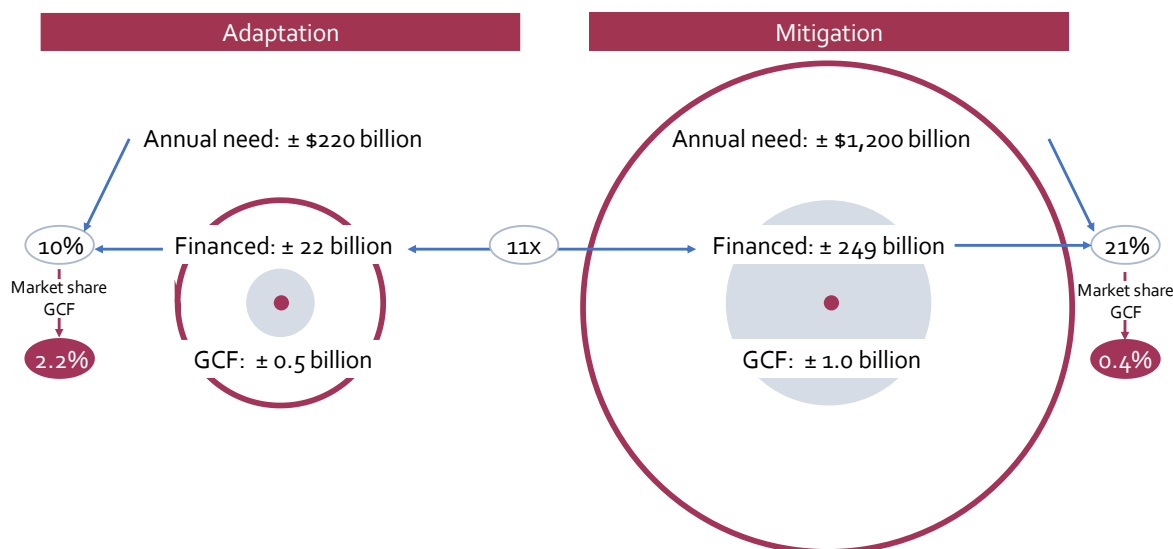 Adaptation
Mitigation
Annual need: ± $220 billion
Annual need: ± $1,200 billion
10%
Financed: ± 22 billion
11x
Financed: ± 249 billion
21%
Market share
GCF
Market share
GCF
2.2%
GCF: ± 0.5 billion
GCF: ± 1.0 billion
0.4%